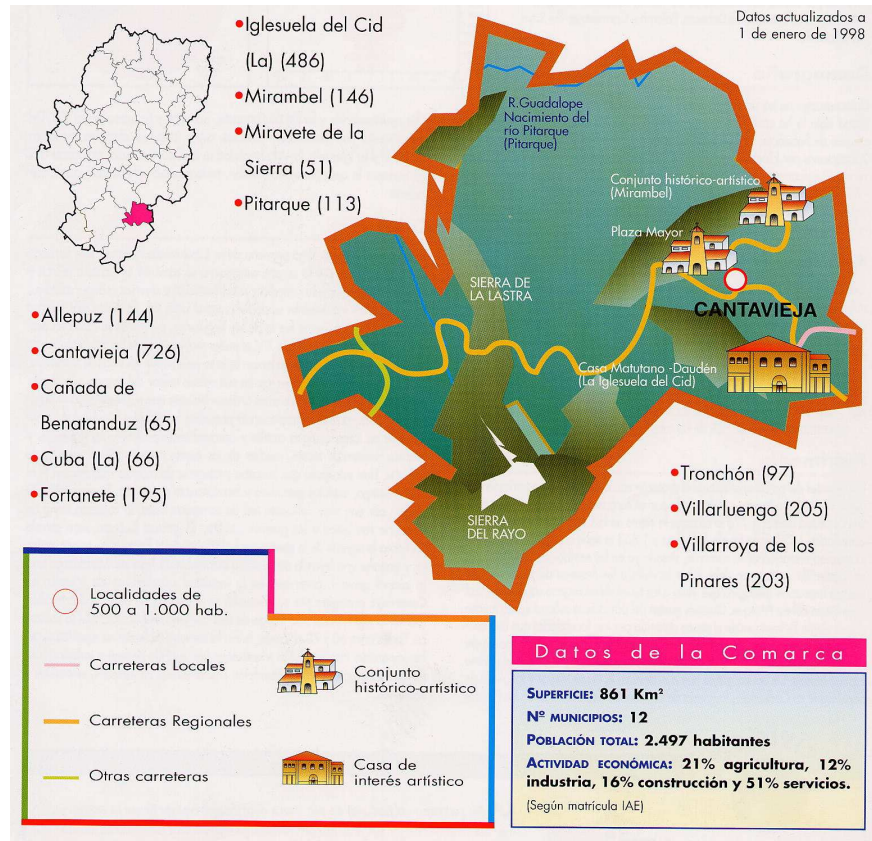 •Iglesuela del Cid
(La) (486)
•Mirambel (146)
•Miravete de la
Sierra (51)
•Pitarque (113)
Datos actualizados a
1 de enero de 1998
R.Guadalope
Nacimiento del
río Pitarque
(Pitarque)
Conjunto histórico-artístico
(Mirambel)
Plaza Mayor
SIERRA DE
LA LASTRA
CANTAVIEJA
•Allepuz (144)
•Cantavieja (726)
•Cañada de
Benatanduz (65)
•Cuba (La) (66)
•Fortanete (195)
Casa Matutano -Daudén
(La Iglesuela del Cid)
SIERRA
DEL RAYO
•Tronchón (97)
•Villarluengo (205)
•Villarroya de los
Pinares (203)
Localidades de
500 a 1.000 hab.
Carreteras Locales
Carreteras Regionales
Otras carreteras
Conjunto
histórico-artístico
Casa de
interés artístico
Datos de la Comarca
SUPERFICIE: 861 Km²
Nº MUNICIPIOS: 12
POBLACIÓN TOTAL: 2.497 habitantes
ACTIVIDAD ECONÓMICA: 21% agricultura, 12%
industria, 16% construcción y 51% servicios.
(Según matrícula IAE)